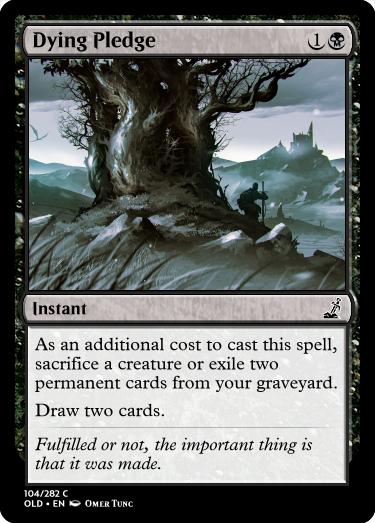 Dying Pledge 1
Instant
As an additional cost to cast this spell,
sacrifice a creature or exile two
permanent cards from your graveyard.
Draw two cards.
Fulfilled or not, the important thing is
that it was made.
104/282 C
OLD • EN Omer Tunc